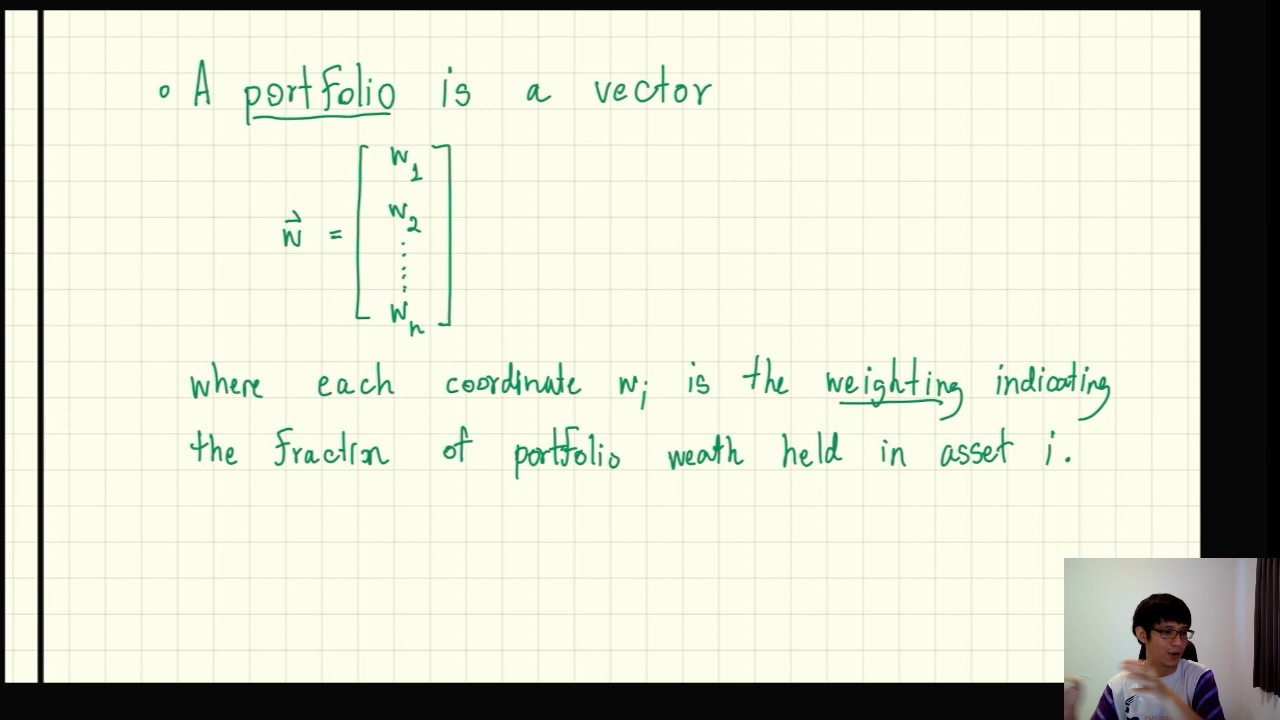 ∘ A portfolio is a vector
w⃗ = [ w₁
w₂
⋮
wₙ ]
where each coordinate wᵢ is the weighting indicating
the fraction of portfolio weath held in asset i.